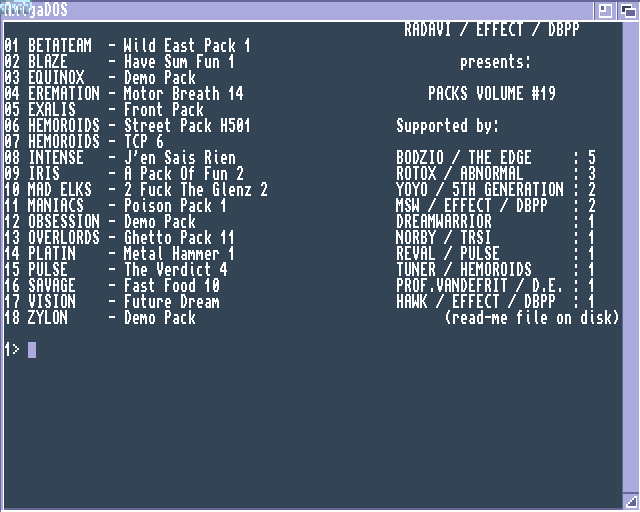 AmigaDOS
RADAVI / EFFECT / DBPP
01 BETATEAM - Wild East Pack 1
02 BLAZE - Have Sum Fun 1 presents:
03 EQUINOX - Demo Pack
04 EREMATION - Motor Breath 14 PACKS VOLUME #19
05 EXALIS - Front Pack
06 HEMOROIDS - Street Pack H501 Supported by:
07 HEMOROIDS - TCP 6
08 INTENSE - J'en Sais Rien BODZIO / THE EDGE : 5
09 IRIS - A Pack Of Fun 2 ROTOX / ABNORMAL : 3
10 MAD ELKS - 2 Fuck The Glenz 2 YOYO / 5TH GENERATION : 2
11 MANIACS - Poison Pack 1 MSW / EFFECT / DBPP : 2
12 OBSESSION - Demo Pack DREAMWARRIOR : 1
13 OVERLORDS - Ghetto Pack 11 NORBY / TRSI : 1
14 PLATIN - Metal Hammer 1 REVAL / PULSE : 1
15 PULSE - The Verdict 4 TUNER / HEMOROIDS : 1
16 SAVAGE - Fast Food 10 PROF.VANDEFRIT / D.E. : 1
17 VISION - Future Dream HAWK / EFFECT / DBPP : 1
18 ZYLON - Demo Pack (read-me file on disk)
1>